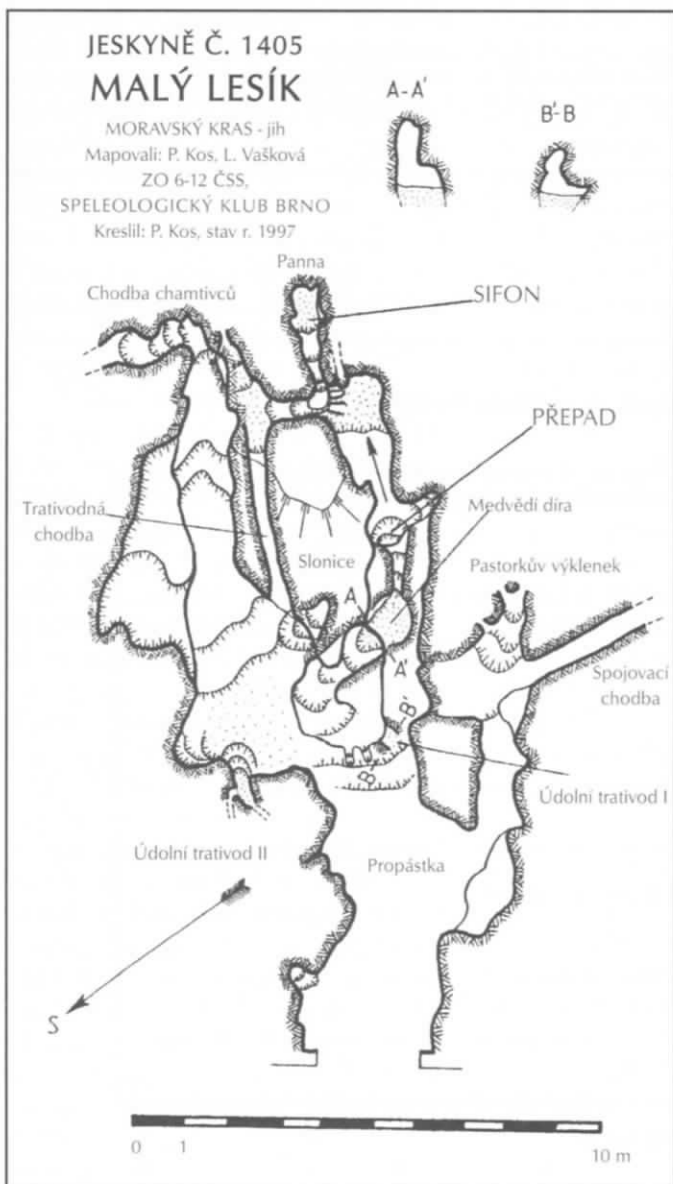 JESKYNĚ Č. 1405
MALÝ LESÍK
MORAVSKÝ KRAS - jih
Mapovali: P. Kos, L. Vašková
ZO 6-12 ČSS,
SPELEOLOGICKÝ KLUB BRNO
Kreslil: P. Kos, stav r. 1997
A-A'
B'-B
Panna
Chodba chamtivců
SIFON
PŘEPAD
Trativodná
chodba
Medvědí díra
Slonice
Pastorkův výklenek
A
A'
Spojovací
chodba
B-B'
Údolní trativod I
Údolní trativod II
Propástka
S
0 1 10 m